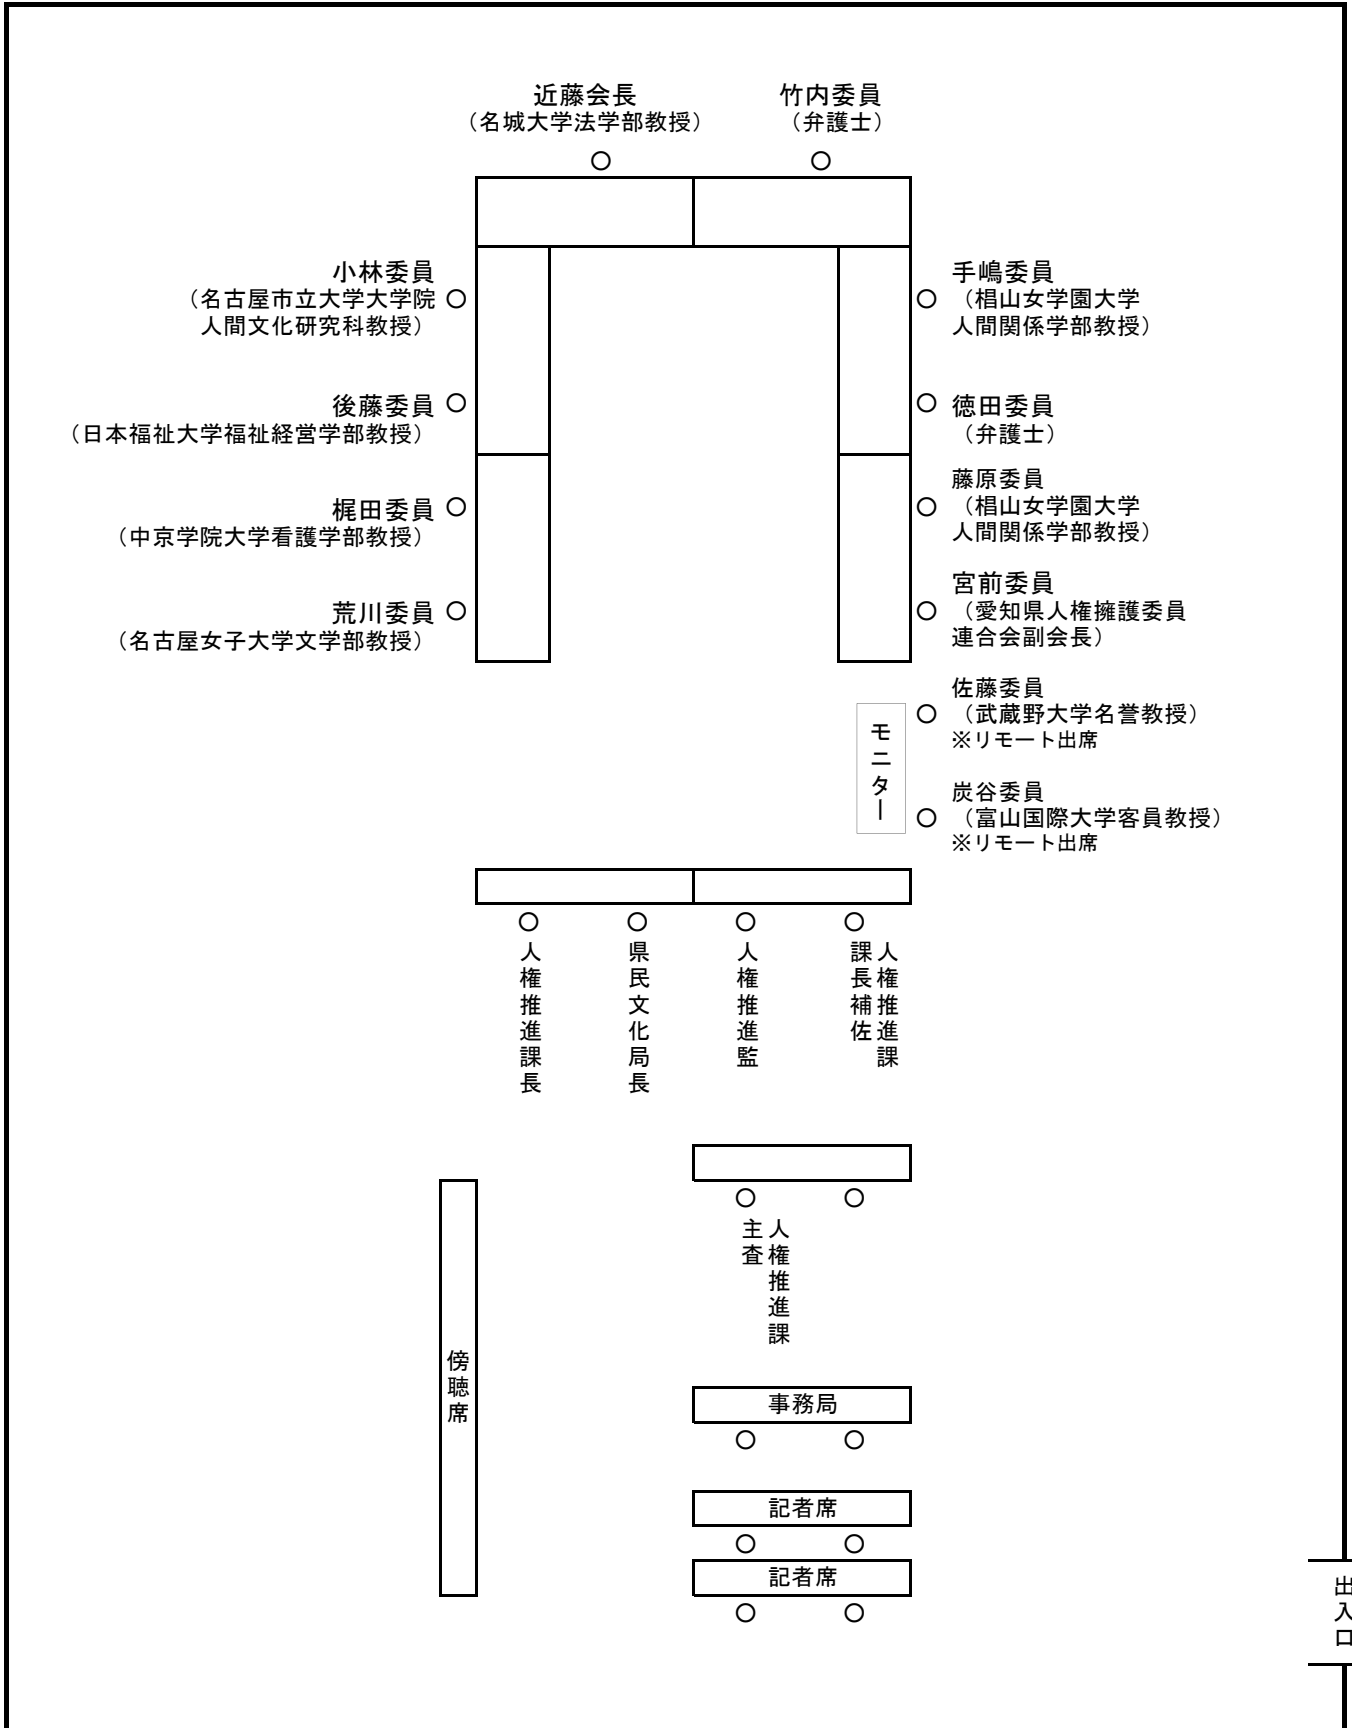 近藤会長
（名城大学法学部教授）
竹内委員
（弁護士）
小林委員
（名古屋市立大学大学院
人間文化研究科教授）
手嶋委員
（椙山女学園大学
人間関係学部教授）
後藤委員
（日本福祉大学福祉経営学部教授）
徳田委員
（弁護士）
梶田委員
（中京学院大学看護学部教授）
藤原委員
（椙山女学園大学
人間関係学部教授）
荒川委員
（名古屋女子大学文学部教授）
宮前委員
（愛知県人権擁護委員
連合会副会長）
モニター
佐藤委員
（武蔵野大学名誉教授）
※リモート出席
炭谷委員
（富山国際大学客員教授）
※リモート出席
人権推進課長
県民文化局長
人権推進監
人権推進課
課長補佐
人権推進課
主査
傍聴席
事務局
記者席
記者席
出入口